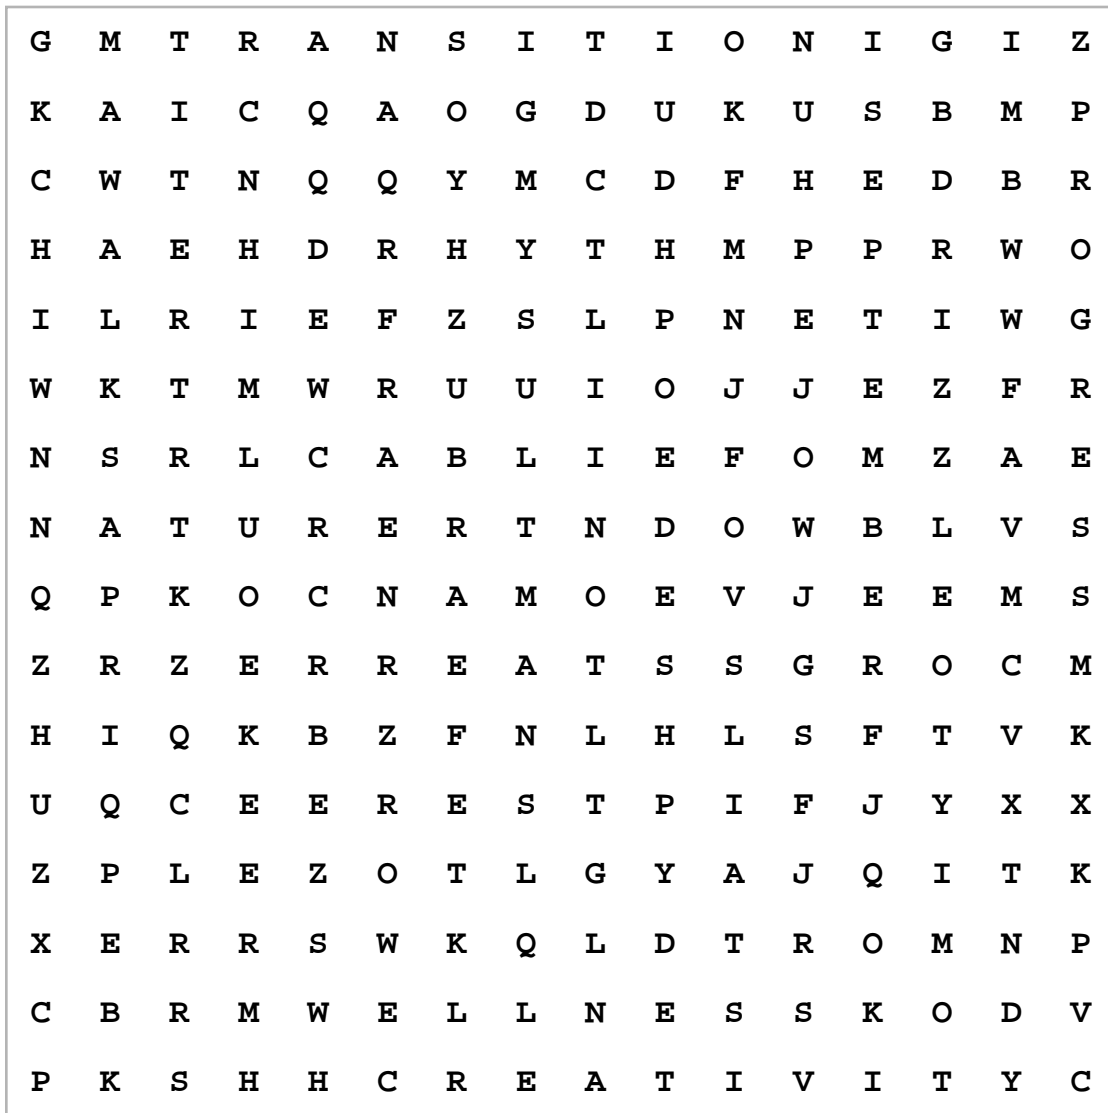 G M T R A N S I T I O N I G I Z
K A I C Q A O G D U K U S B M P
C W T N Q Q Y M C D F H E D B R
H A E H D R H Y T H M P P R W O
I L R I E F Z S L P N E T I W G
W K T M W R U U I O J J E Z F R
N S R L C A B L I E F O M Z A E
N A T U R E R T N D O W B L V S
Q P K O C N A M O E V J E E M S
Z R Z E R R E A T S S G R O C M
H I Q K B Z F N L H L S F T V K
U Q C E E R E S T P I F J Y X X
Z P L E Z O T L G Y A J Q I T K
X E R R S W K Q L D T R O M N P
C B R M W E L L N E S S K O D V
P K S H H C R E A T I V I T Y C